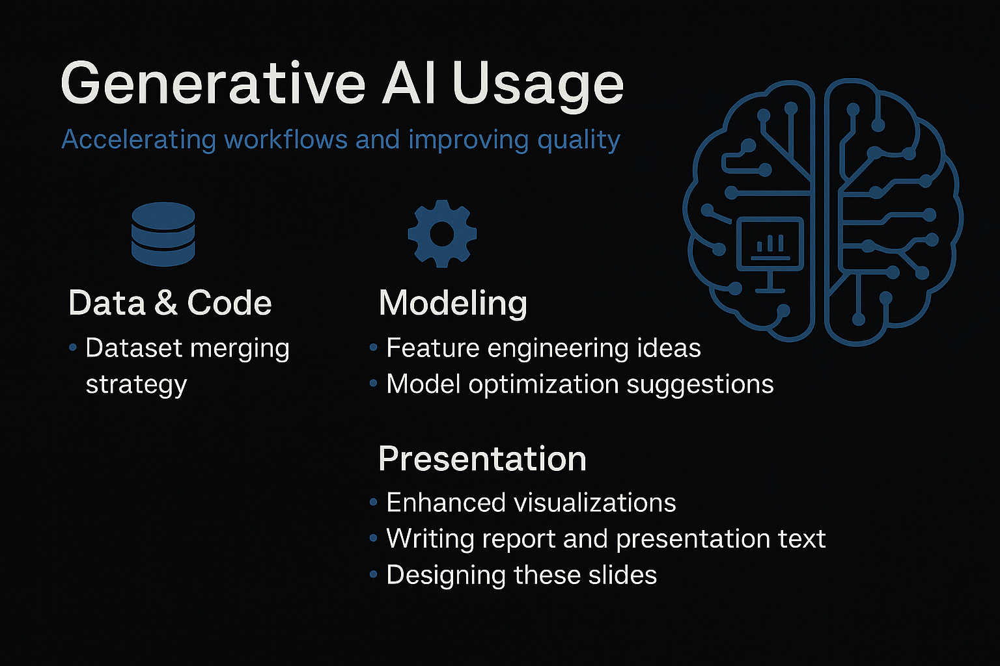 Generative AI Usage
Accelerating workflows and improving quality
Data & Code
• Dataset merging
strategy
Modeling
• Feature engineering ideas
• Model optimization suggestions
Presentation
• Enhanced visualizations
• Writing report and presentation text
• Designing these slides